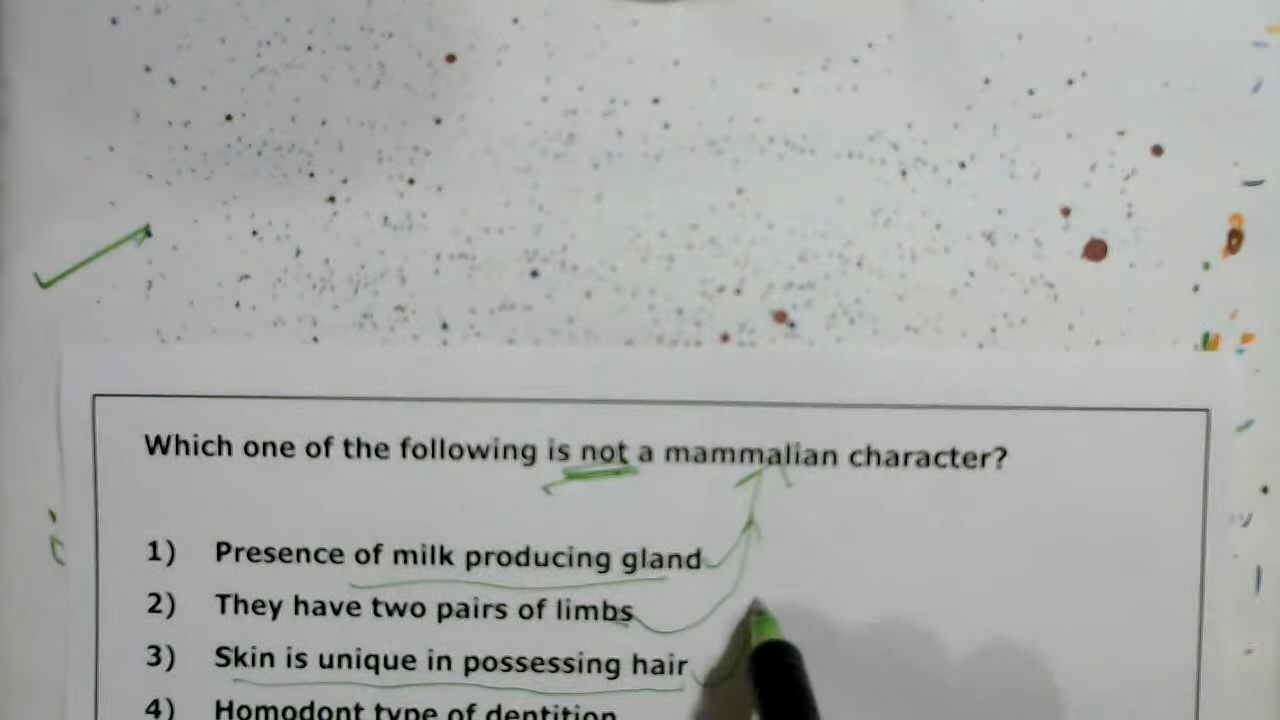 Which one of the following is not a mammalian character?
1) Presence of milk producing gland
2) They have two pairs of limbs
3) Skin is unique in possessing hair
4) Homodont type of dentition